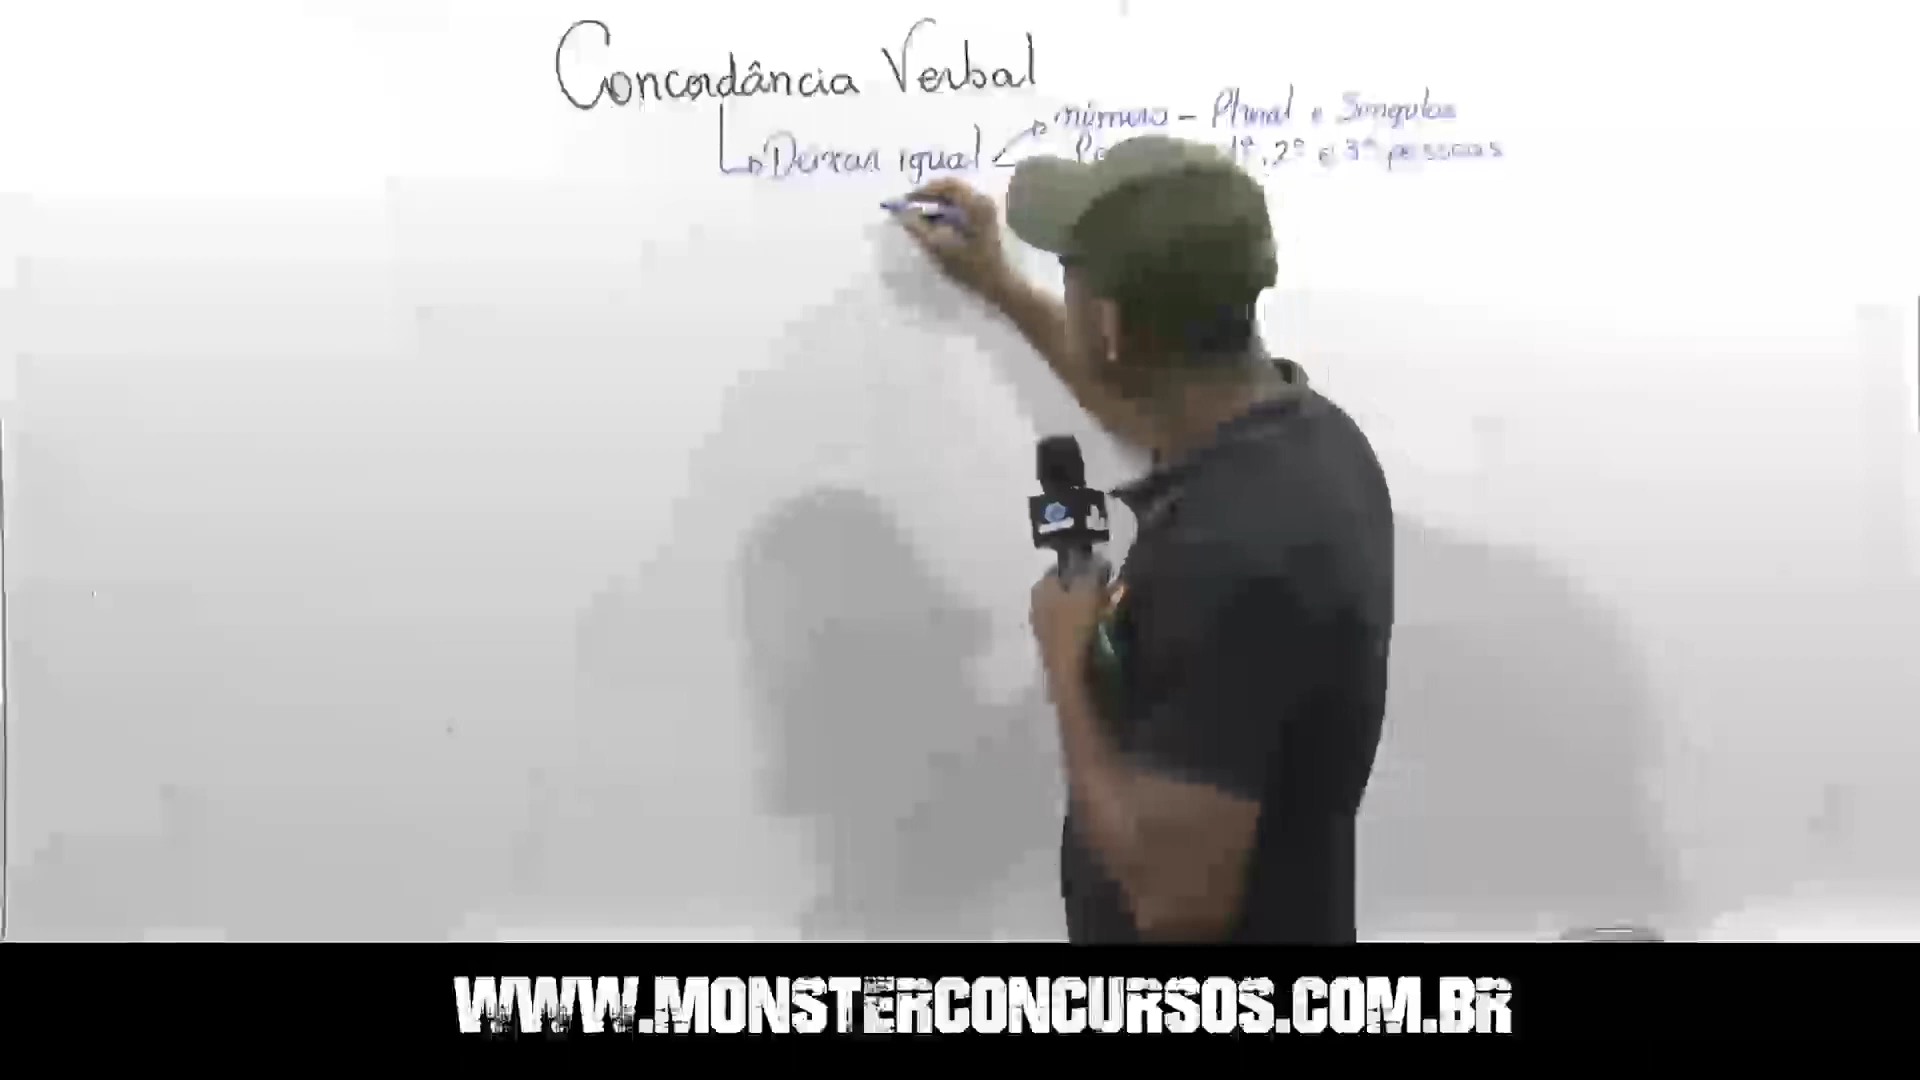 Concordância Verbal
número - Plural e Singular
Deixar igual 1ª, 2ª e 3ª pessoas
WWW.MONSTERCONCURSOS.COM.BR